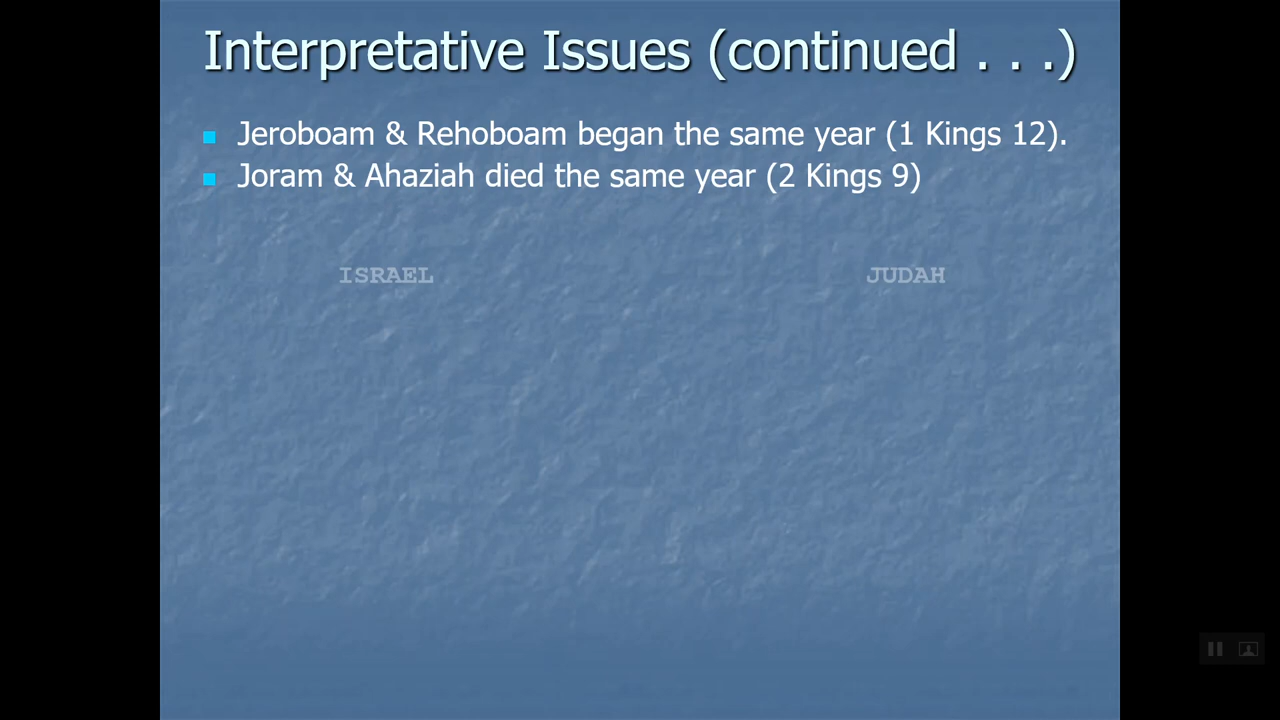 Interpretative Issues (continued . . .)
Jeroboam & Rehoboam began the same year (1 Kings 12).
Joram & Ahaziah died the same year (2 Kings 9)
ISRAEL JUDAH